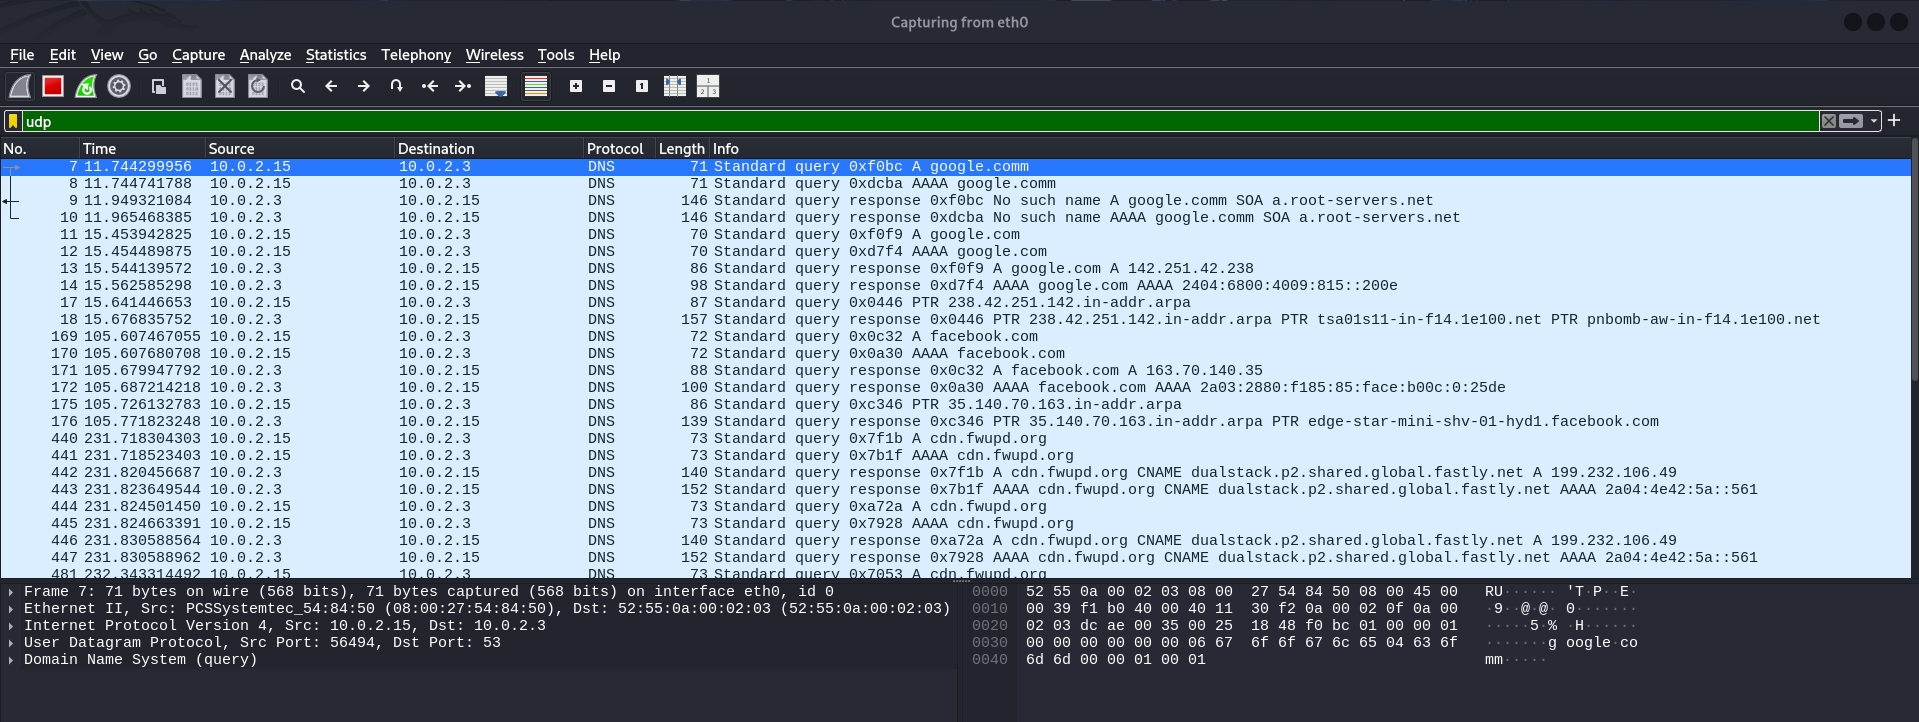 Capturing from eth0
File Edit View Go Capture Analyze Statistics Telephony Wireless Tools Help
udp
No. Time Source Destination Protocol Length Info
7 11.744299956 10.0.2.15 10.0.2.3 DNS 71 Standard query 0xf0bc A google.comm
8 11.744741788 10.0.2.15 10.0.2.3 DNS 71 Standard query 0xdcba AAAA google.comm
9 11.949321084 10.0.2.3 10.0.2.15 DNS 146 Standard query response 0xf0bc No such name A google.comm SOA a.root-servers.net
10 11.965468385 10.0.2.3 10.0.2.15 DNS 146 Standard query response 0xdcba No such name AAAA google.comm SOA a.root-servers.net
11 15.453942825 10.0.2.15 10.0.2.3 DNS 70 Standard query 0xf0f9 A google.com
12 15.454489875 10.0.2.15 10.0.2.3 DNS 70 Standard query 0xd7f4 AAAA google.com
13 15.544139572 10.0.2.3 10.0.2.15 DNS 86 Standard query response 0xf0f9 A google.com A 142.251.42.238
14 15.562585298 10.0.2.3 10.0.2.15 DNS 98 Standard query response 0xd7f4 AAAA google.com AAAA 2404:6800:4009:815::200e
17 15.641446653 10.0.2.15 10.0.2.3 DNS 87 Standard query 0x0446 PTR 238.42.251.142.in-addr.arpa
18 15.676835752 10.0.2.3 10.0.2.15 DNS 157 Standard query response 0x0446 PTR 238.42.251.142.in-addr.arpa PTR tsa01s11-in-f14.1e100.net PTR pnbomb-aw-in-f14.1e100.net
169 105.607467055 10.0.2.15 10.0.2.3 DNS 72 Standard query 0x0c32 A facebook.com
170 105.607680708 10.0.2.15 10.0.2.3 DNS 72 Standard query 0x0a30 AAAA facebook.com
171 105.679947792 10.0.2.3 10.0.2.15 DNS 88 Standard query response 0x0c32 A facebook.com A 163.70.140.35
172 105.687214218 10.0.2.3 10.0.2.15 DNS 100 Standard query response 0x0a30 AAAA facebook.com AAAA 2a03:2880:f185:85:face:b00c:0:25de
175 105.726132783 10.0.2.15 10.0.2.3 DNS 86 Standard query 0xc346 PTR 35.140.70.163.in-addr.arpa
176 105.771823248 10.0.2.3 10.0.2.15 DNS 139 Standard query response 0xc346 PTR 35.140.70.163.in-addr.arpa PTR edge-star-mini-shv-01-hyd1.facebook.com
440 231.718304303 10.0.2.15 10.0.2.3 DNS 73 Standard query 0x7f1b A cdn.fwupd.org
441 231.718523403 10.0.2.15 10.0.2.3 DNS 73 Standard query 0x7b1f AAAA cdn.fwupd.org
442 231.820456687 10.0.2.3 10.0.2.15 DNS 140 Standard query response 0x7f1b A cdn.fwupd.org CNAME dualstack.p2.shared.global.fastly.net A 199.232.106.49
443 231.823649544 10.0.2.3 10.0.2.15 DNS 152 Standard query response 0x7b1f AAAA cdn.fwupd.org CNAME dualstack.p2.shared.global.fastly.net AAAA 2a04:4e42:5a::561
444 231.824501450 10.0.2.15 10.0.2.3 DNS 73 Standard query 0xa72a A cdn.fwupd.org
445 231.824663391 10.0.2.15 10.0.2.3 DNS 73 Standard query 0x7928 AAAA cdn.fwupd.org
446 231.830588564 10.0.2.3 10.0.2.15 DNS 140 Standard query response 0xa72a A cdn.fwupd.org CNAME dualstack.p2.shared.global.fastly.net A 199.232.106.49
447 231.830588962 10.0.2.3 10.0.2.15 DNS 152 Standard query response 0x7928 AAAA cdn.fwupd.org CNAME dualstack.p2.shared.global.fastly.net AAAA 2a04:4e42:5a::561
481 232.343314492 10.0.2.15 10.0.2.3 DNS 73 Standard query 0x7053 A cdn.fwupd.org
Frame 7: 71 bytes on wire (568 bits), 71 bytes captured (568 bits) on interface eth0, id 0
Ethernet II, Src: PCSSystemtec_54:84:50 (08:00:27:54:84:50), Dst: 52:55:0a:00:02:03 (52:55:0a:00:02:03)
Internet Protocol Version 4, Src: 10.0.2.15, Dst: 10.0.2.3
User Datagram Protocol, Src Port: 56494, Dst Port: 53
Domain Name System (query)
0000 52 55 0a 00 02 03 08 00 27 54 84 50 08 00 45 00 RU······ 'T·P··E·
0010 00 39 f1 b0 40 00 40 11 30 f2 0a 00 02 0f 0a 00 ·9··@·@· 0·······
0020 02 03 dc ae 00 35 00 25 18 48 f0 bc 01 00 00 01 ·····5·% ·H······
0030 00 00 00 00 00 00 06 67 6f 6f 67 6c 65 04 63 6f ·······g oogle·co
0040 6d 6d 00 00 01 00 01 mm·····